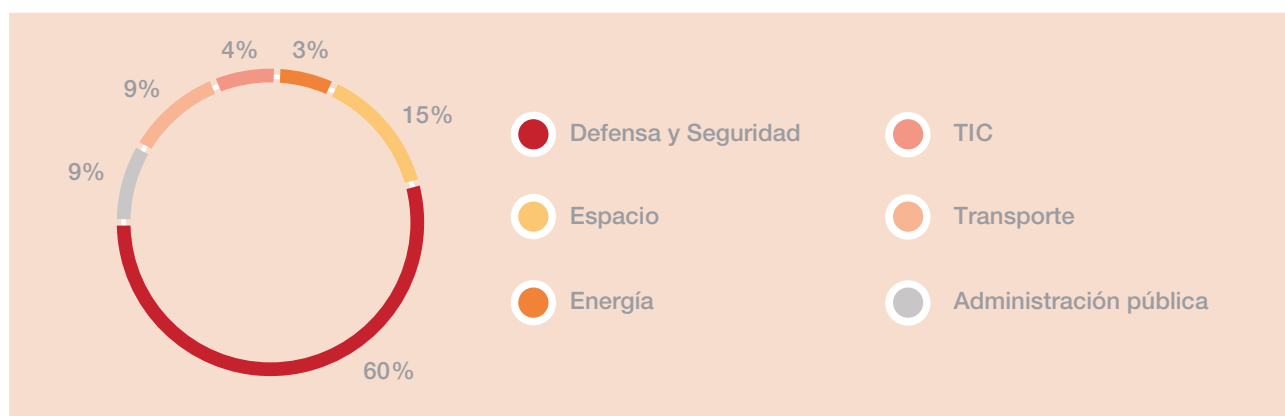 4%
3%
9%
15%
9%
60%
Defensa y Seguridad
Espacio
Energía
TIC
Transporte
Administración pública